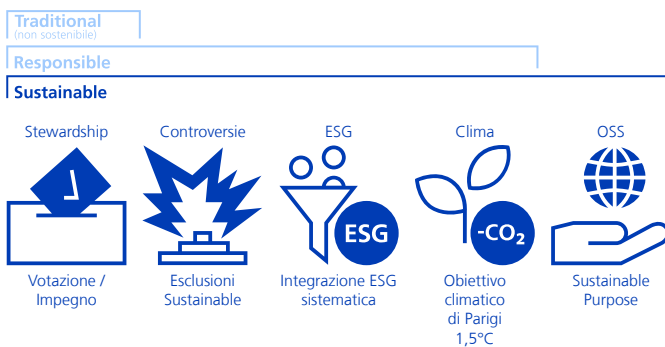 Traditional
(non sostenibile)
Responsible
Sustainable
Stewardship
Controversie
ESG
Clima
OSS
ESG
-CO₂
Votazione /
Impegno
Esclusioni
Sustainable
Integrazione ESG
sistematica
Obiettivo
climatico
di Parigi
1,5°C
Sustainable
Purpose